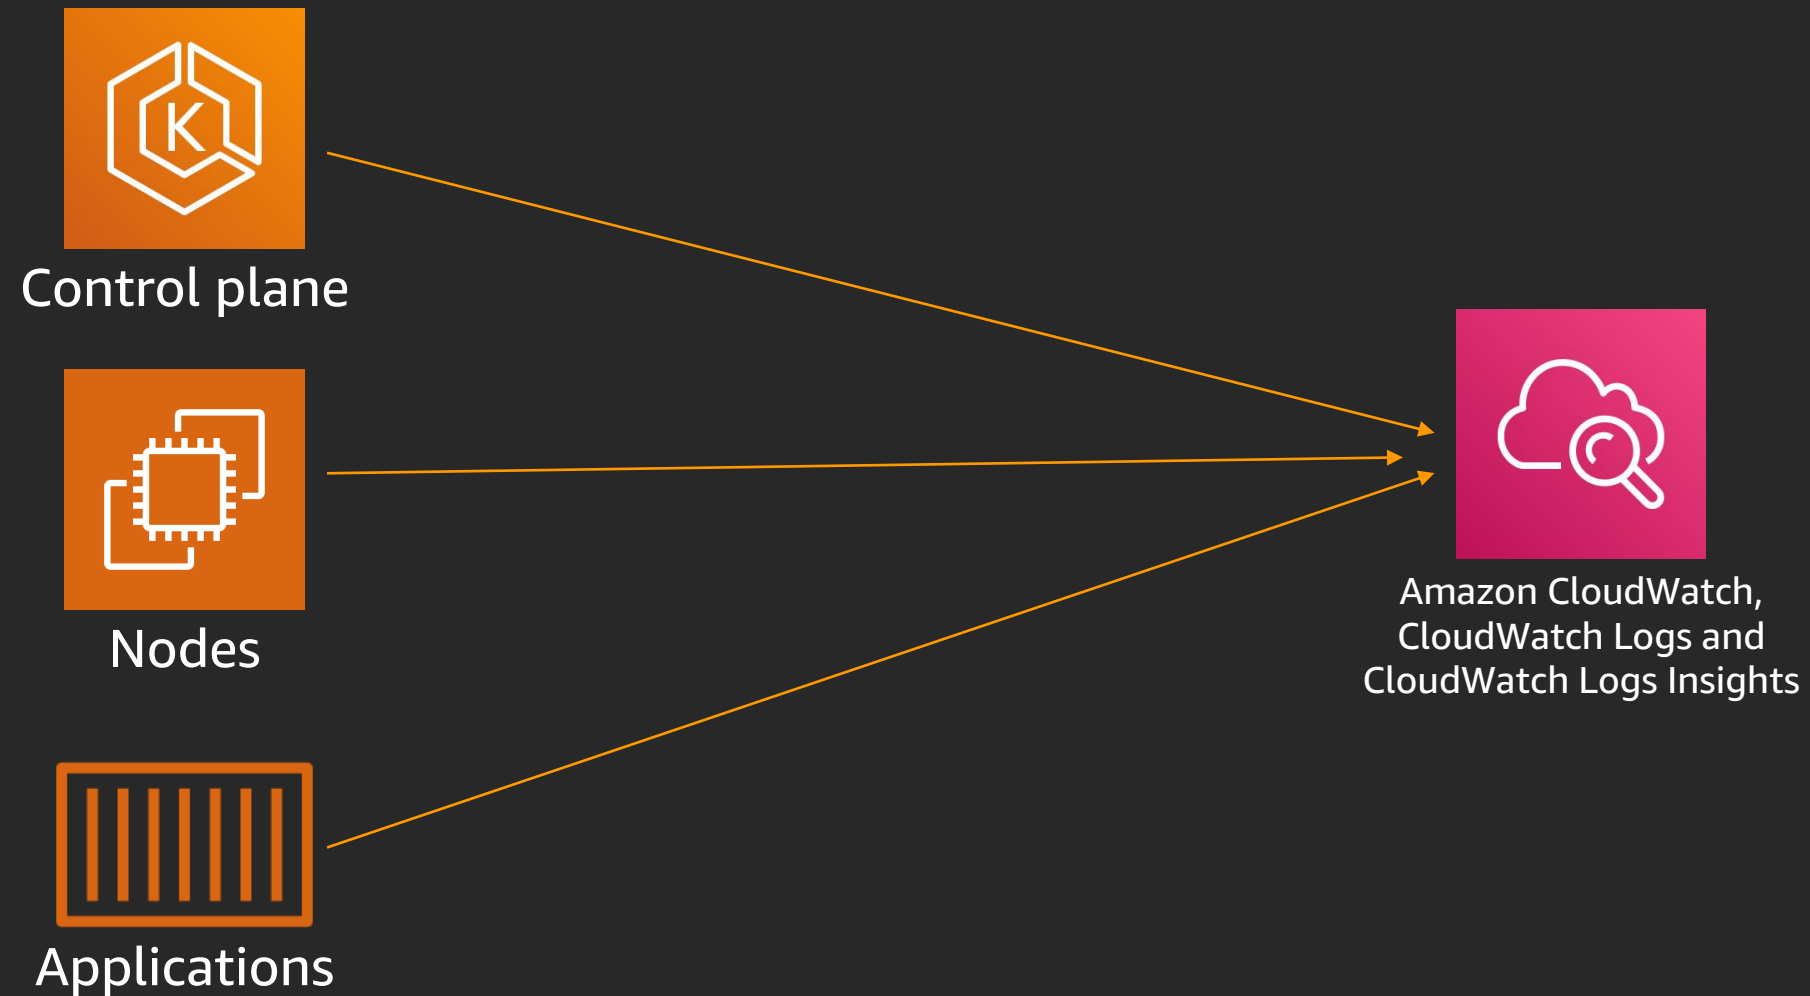 K
Control plane
Nodes
Applications
Amazon CloudWatch,
CloudWatch Logs and
CloudWatch Logs Insights